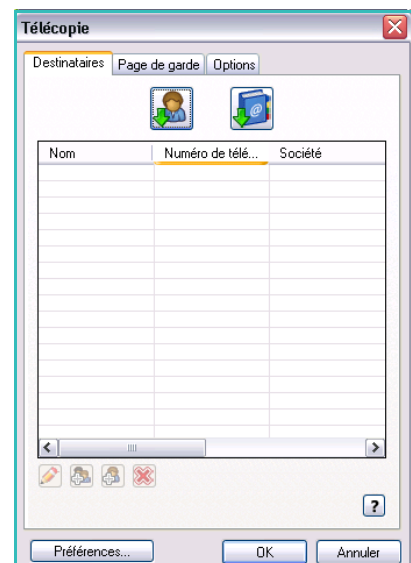 Télécopie
Destinataires Page de garde Options
Nom Numéro de télé... Société
?
Préférences... OK Annuler